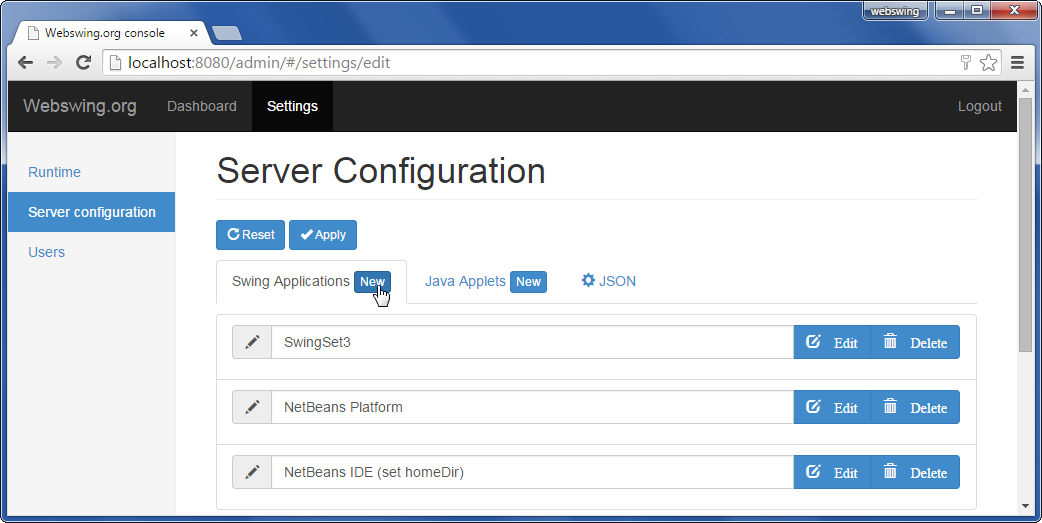 webswing
Webswing.org console
localhost:8080/admin/#/settings/edit
Webswing.org Dashboard Settings Logout
Runtime
Server configuration
Users
Server Configuration
Reset Apply
Swing Applications New Java Applets New JSON
SwingSet3 Edit Delete
NetBeans Platform Edit Delete
NetBeans IDE (set homeDir) Edit Delete